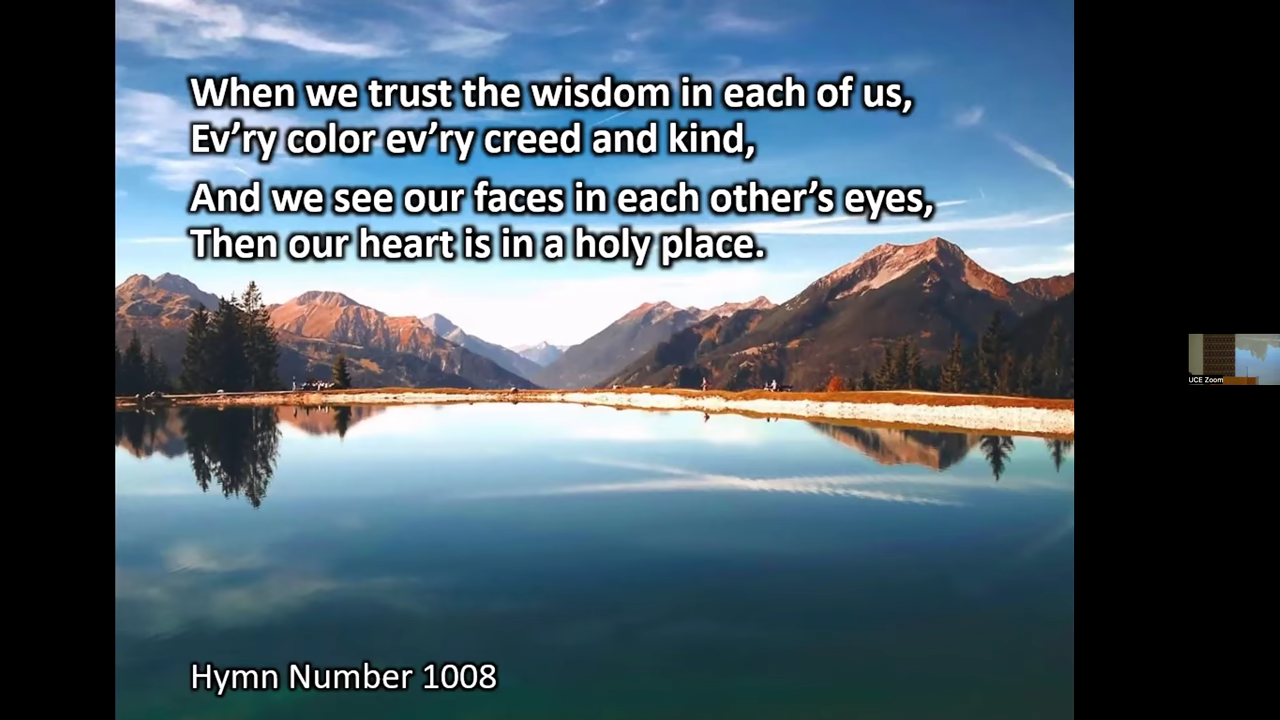 When we trust the wisdom in each of us,
Ev’ry color ev’ry creed and kind,
And we see our faces in each other’s eyes,
Then our heart is in a holy place.
Hymn Number 1008
UCE Zoom